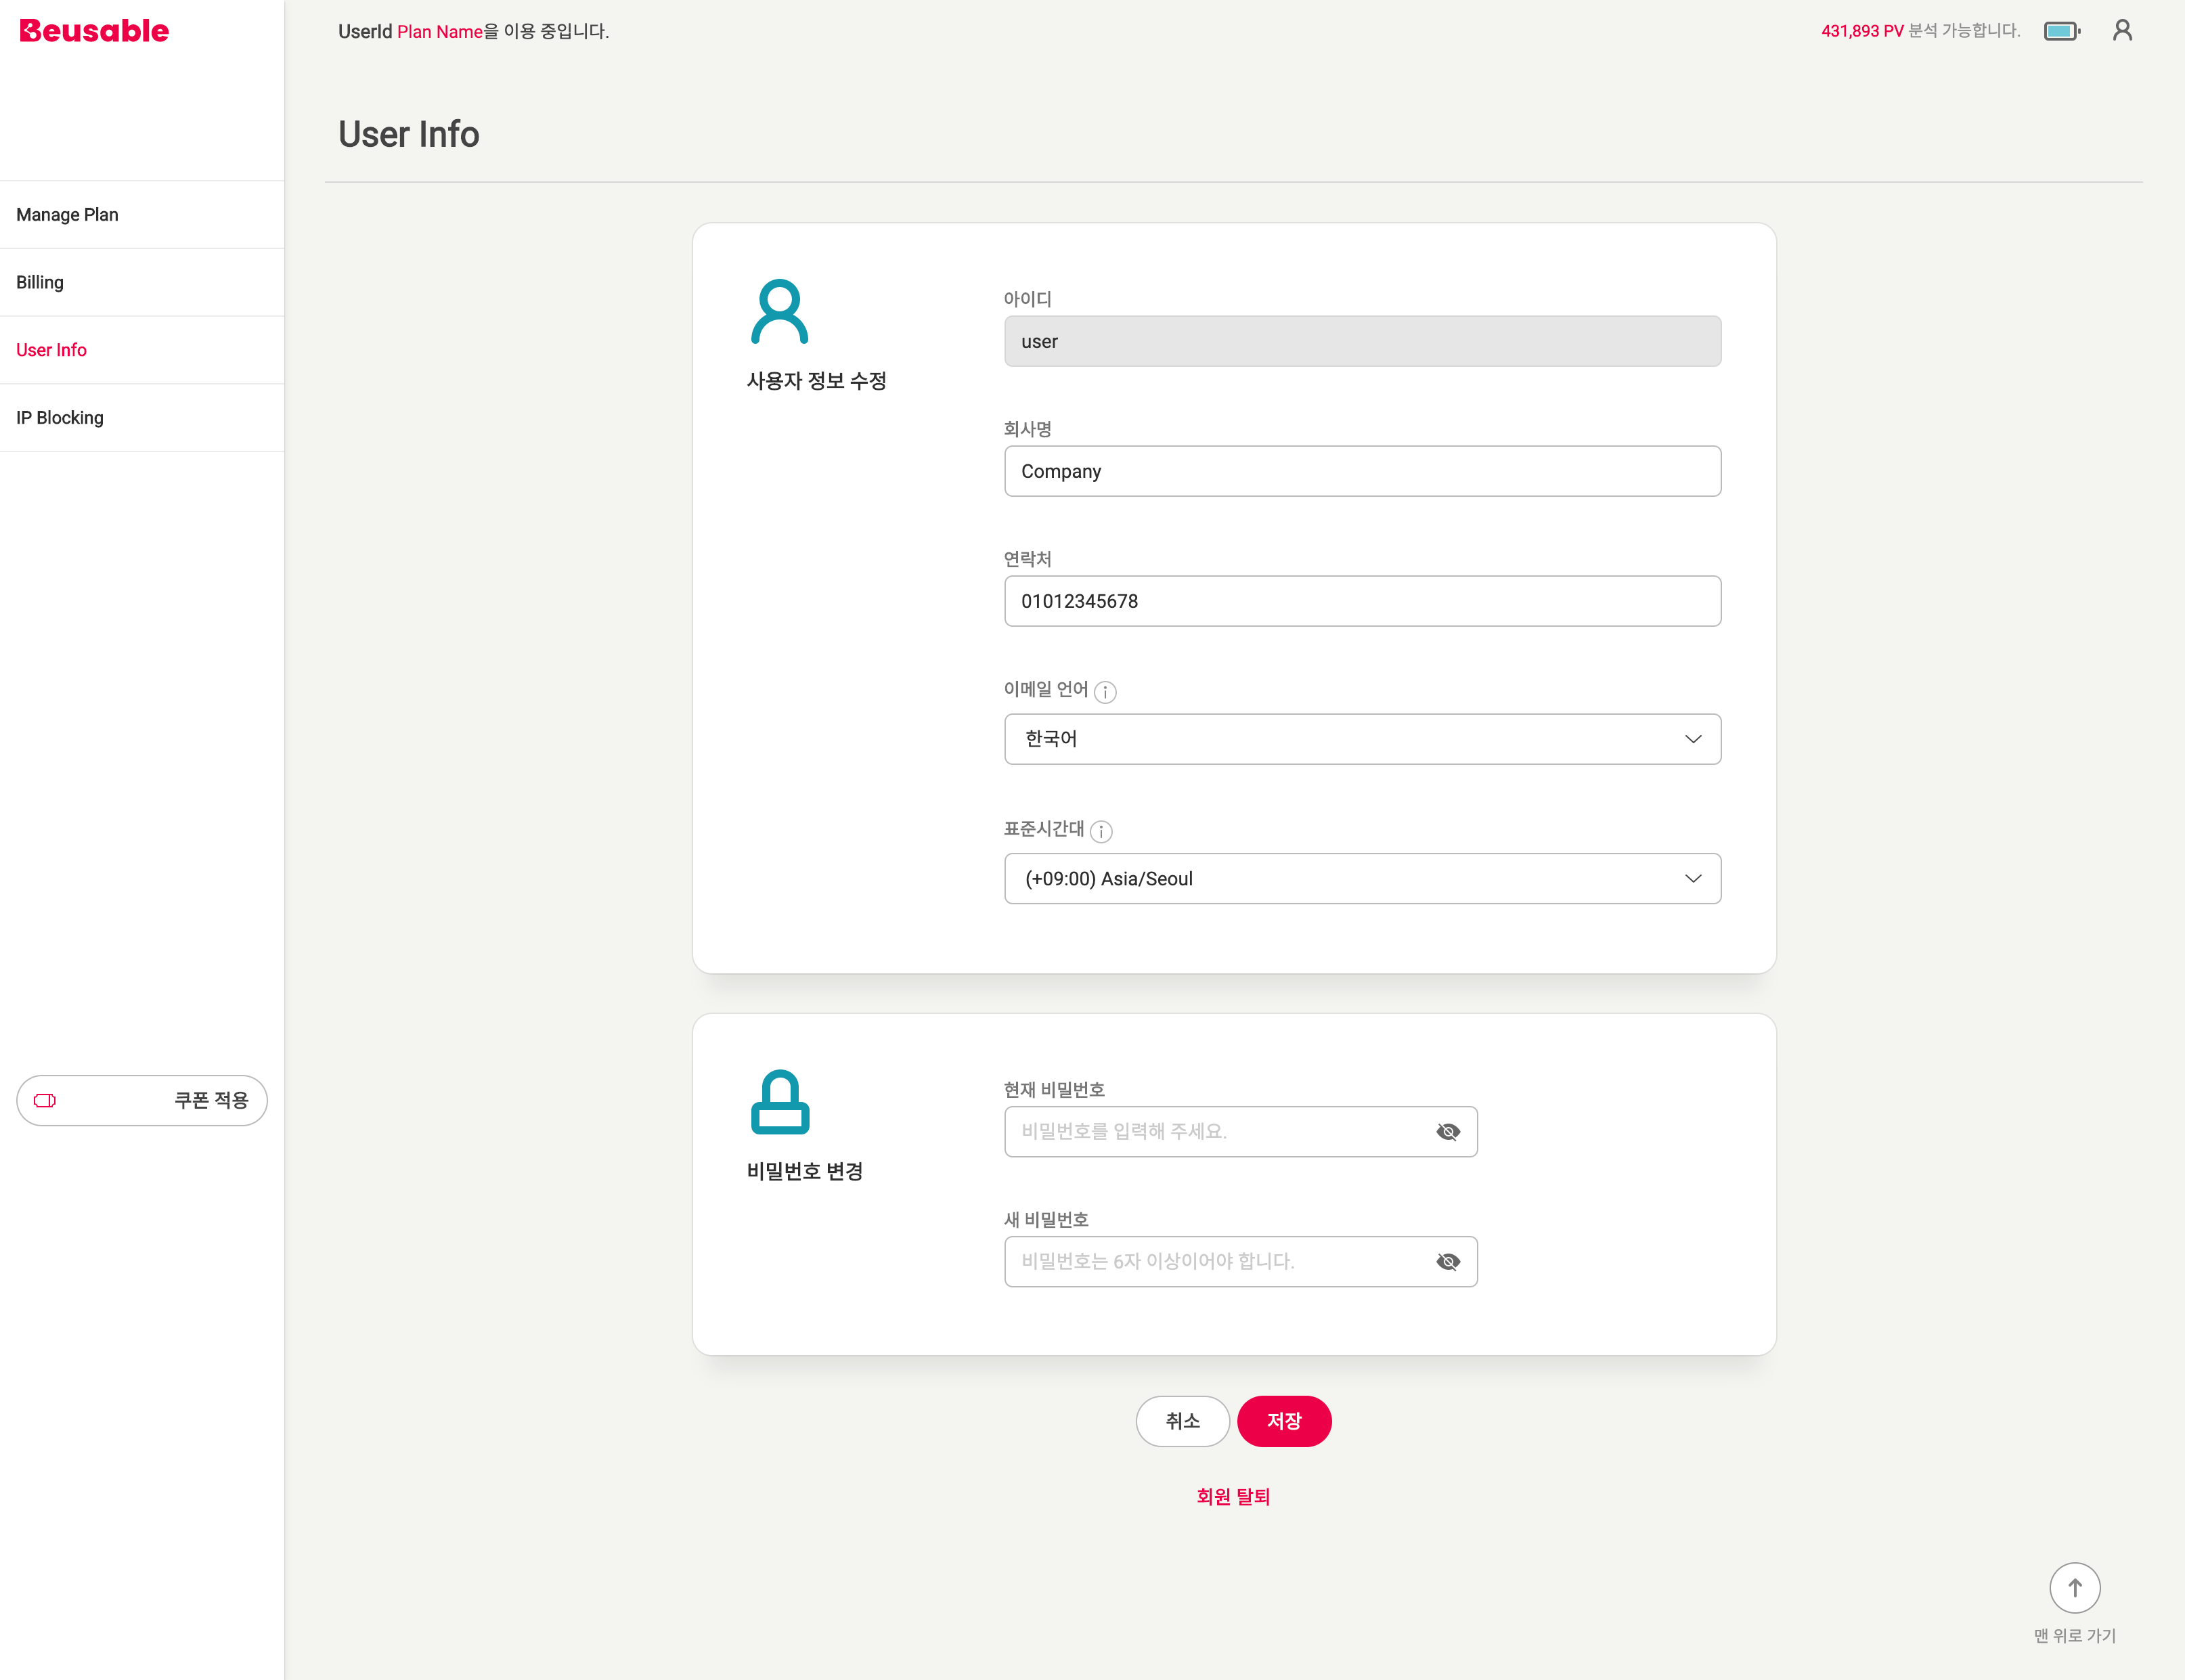 Beusable
UserId Plan Name을 이용 중입니다.
431,893 PV 분석 가능합니다.
User Info
Manage Plan
Billing
User Info
IP Blocking
쿠폰 적용
사용자 정보 수정
아이디
user
회사명
Company
연락처
01012345678
이메일 언어
한국어
표준시간대
(+09:00) Asia/Seoul
비밀번호 변경
현재 비밀번호
비밀번호를 입력해 주세요.
새 비밀번호
비밀번호는 6자 이상이어야 합니다.
취소
저장
회원 탈퇴
맨 위로 가기